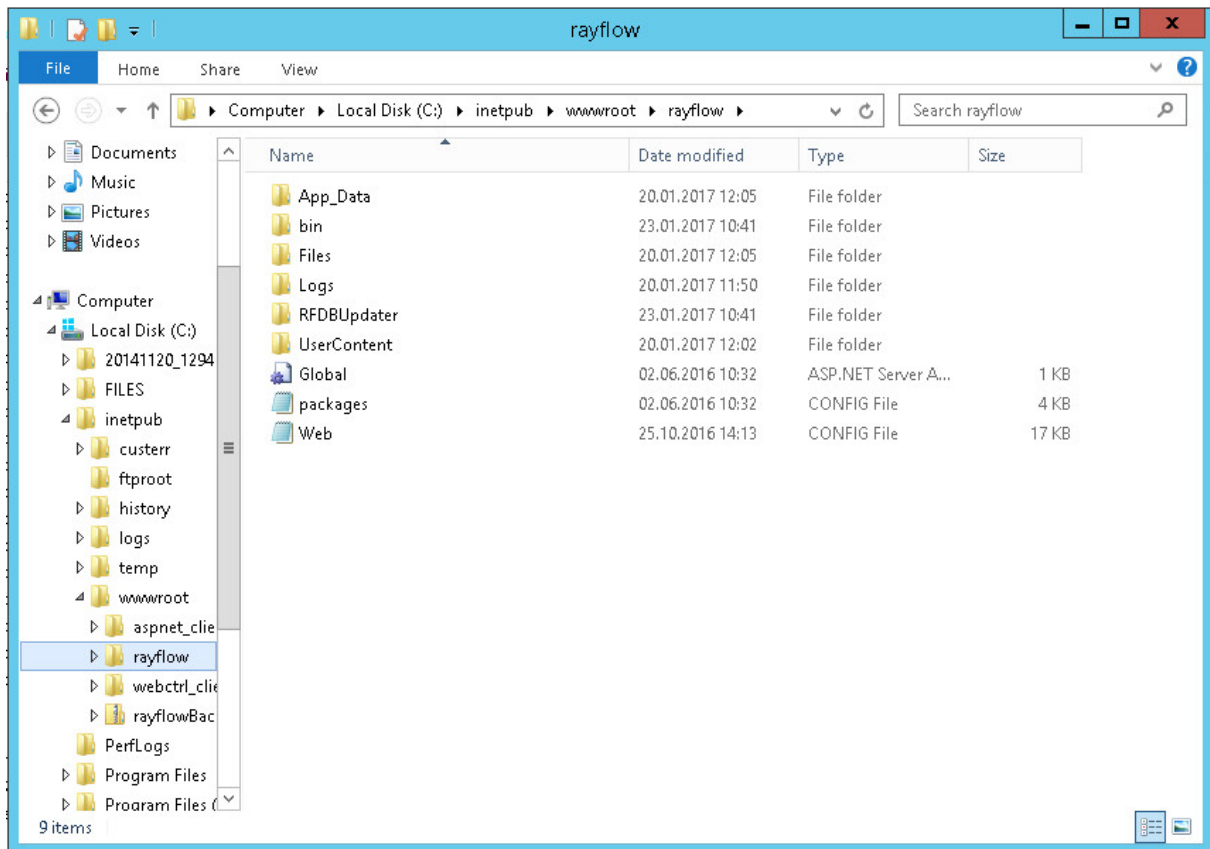 rayflow
File Home Share View
Computer Local Disk (C:) inetpub wwwroot rayflow Search rayflow
Name Date modified Type Size
Documents
Music
Pictures
Videos
Computer
Local Disk (C:)
20141120_1294
FILES
inetpub
custerr
ftproot
history
logs
temp
wwwroot
aspnet_clie
rayflow
webctrl_clie
rayflowBac
PerfLogs
Program Files
Program Files (
App_Data 20.01.2017 12:05 File folder
bin 23.01.2017 10:41 File folder
Files 20.01.2017 12:05 File folder
Logs 20.01.2017 11:50 File folder
RFDBUpdater 23.01.2017 10:41 File folder
UserContent 20.01.2017 12:02 File folder
Global 02.06.2016 10:32 ASP.NET Server A... 1 KB
packages 02.06.2016 10:32 CONFIG File 4 KB
Web 25.10.2016 14:13 CONFIG File 17 KB
9 items